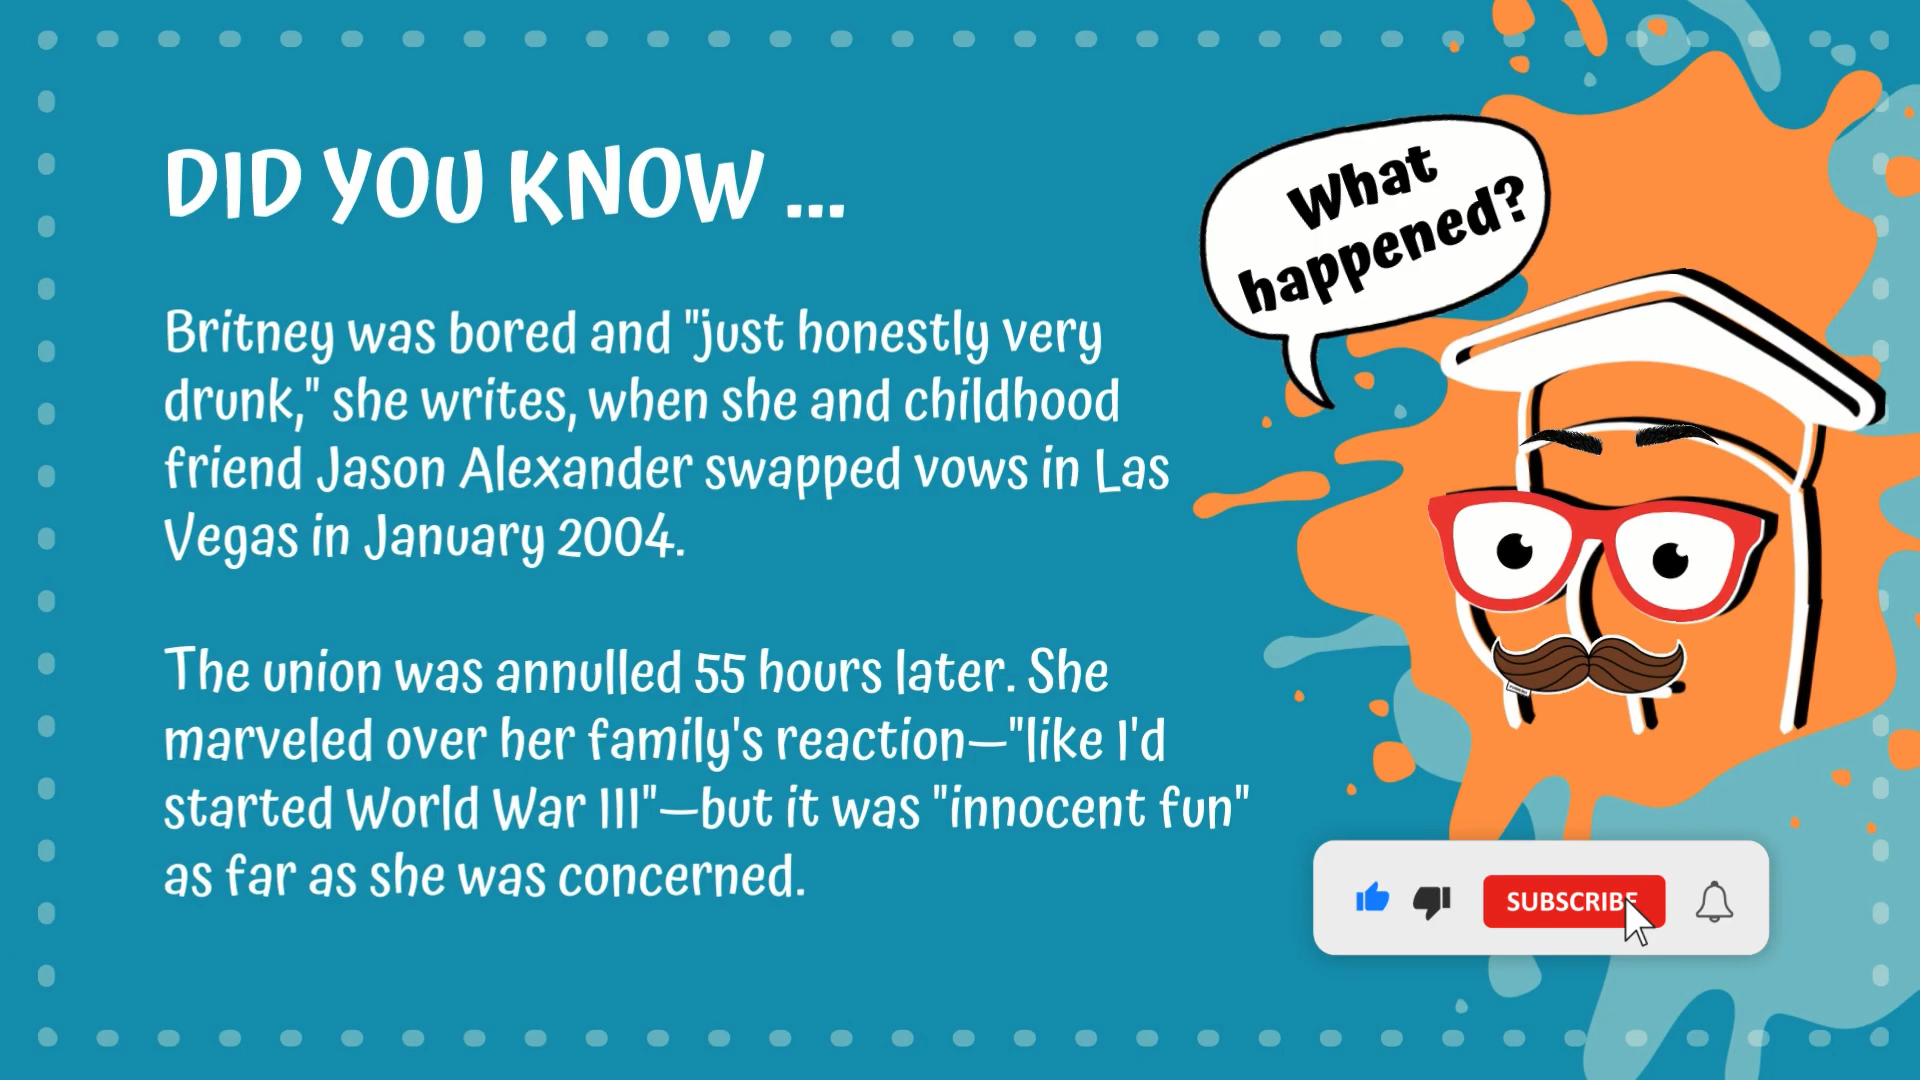 DID YOU KNOW ...
What
happened?
Britney was bored and "just honestly very
drunk," she writes, when she and childhood
friend Jason Alexander swapped vows in Las
Vegas in January 2004.
The union was annulled 55 hours later. She
marveled over her family's reaction—"like I'd
started World War III"—but it was "innocent fun"
as far as she was concerned.
SUBSCRIBE